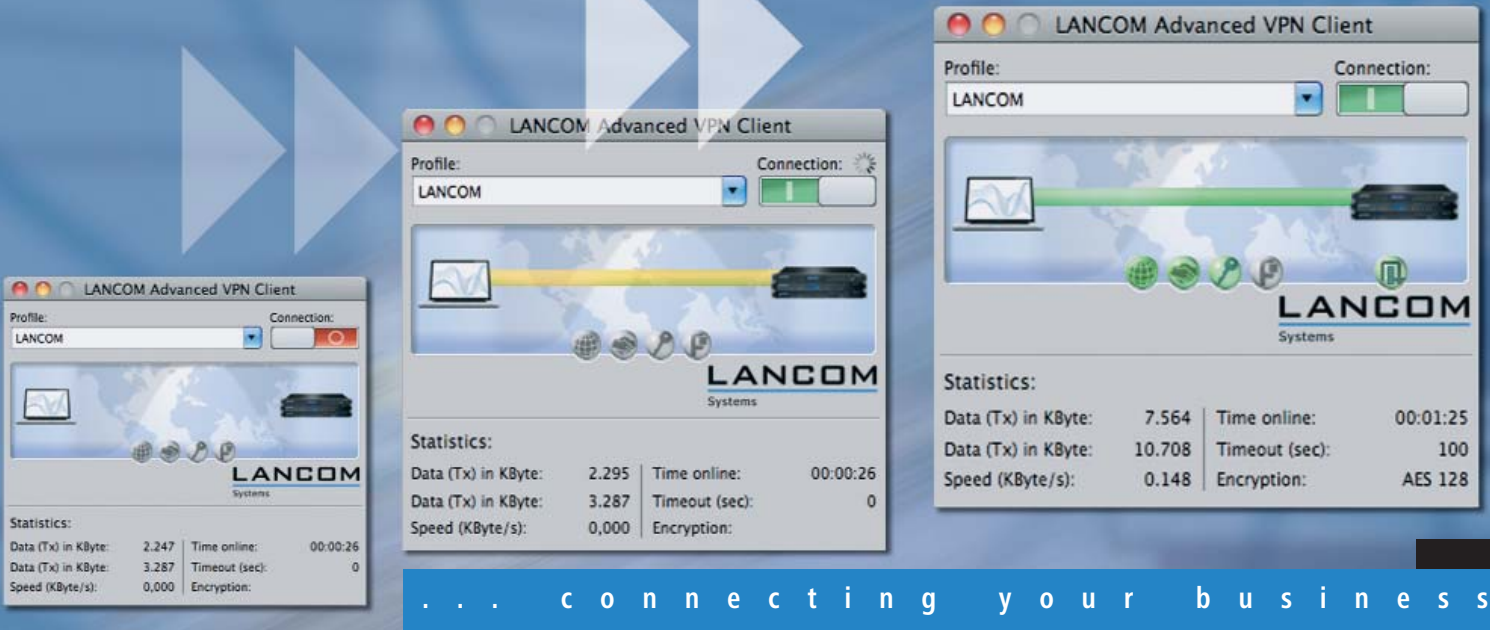 LANCOM Advanced VPN Client
Profile:
Connection:
LANCOM
LANCOM
Systems
Statistics:
Data (Tx) in KByte: 2.247 Time online: 00:00:26
Data (Tx) in KByte: 3.287 Timeout (sec): 0
Speed (KByte/s): 0,000 Encryption:
LANCOM Advanced VPN Client
Profile:
Connection:
LANCOM
LANCOM
Systems
Statistics:
Data (Tx) in KByte: 2.295 Time online: 00:00:26
Data (Tx) in KByte: 3.287 Timeout (sec): 0
Speed (KByte/s): 0,000 Encryption:
LANCOM Advanced VPN Client
Profile:
Connection:
LANCOM
LANCOM
Systems
Statistics:
Data (Tx) in KByte: 7.564 Time online: 00:01:25
Data (Tx) in KByte: 10.708 Timeout (sec): 100
Speed (KByte/s): 0.148 Encryption: AES 128
... connecting your business